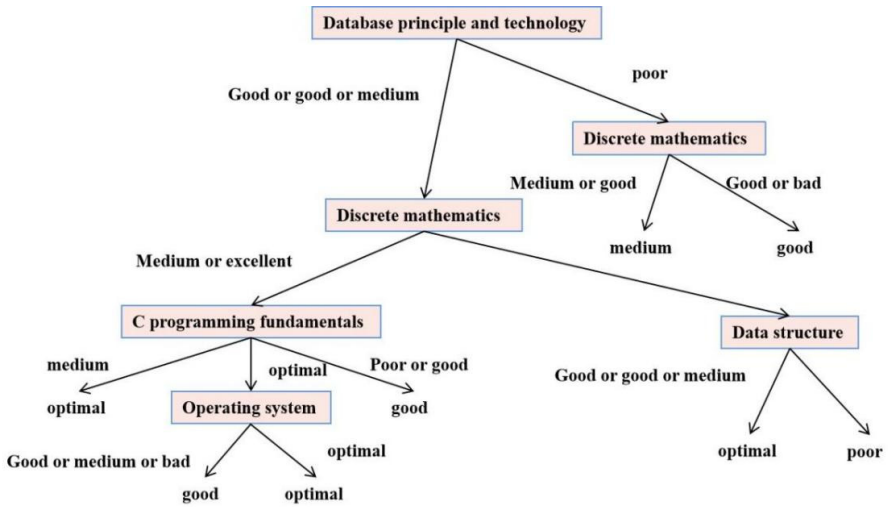 Database principle and technology
poor
Good or good or medium
Discrete mathematics
Medium or good
Good or bad
Discrete mathematics
medium
good
Medium or excellent
C programming fundamentals
Data structure
medium
optimal
Poor or good
Good or good or medium
optimal
Operating system
good
optimal
poor
Good or medium or bad
optimal
good
optimal